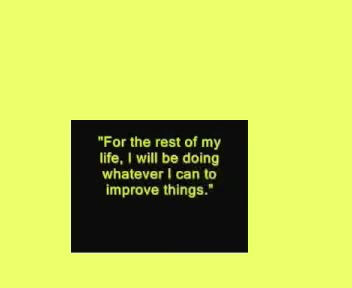 "For the rest of my
life, I will be doing
whatever I can to
improve things."